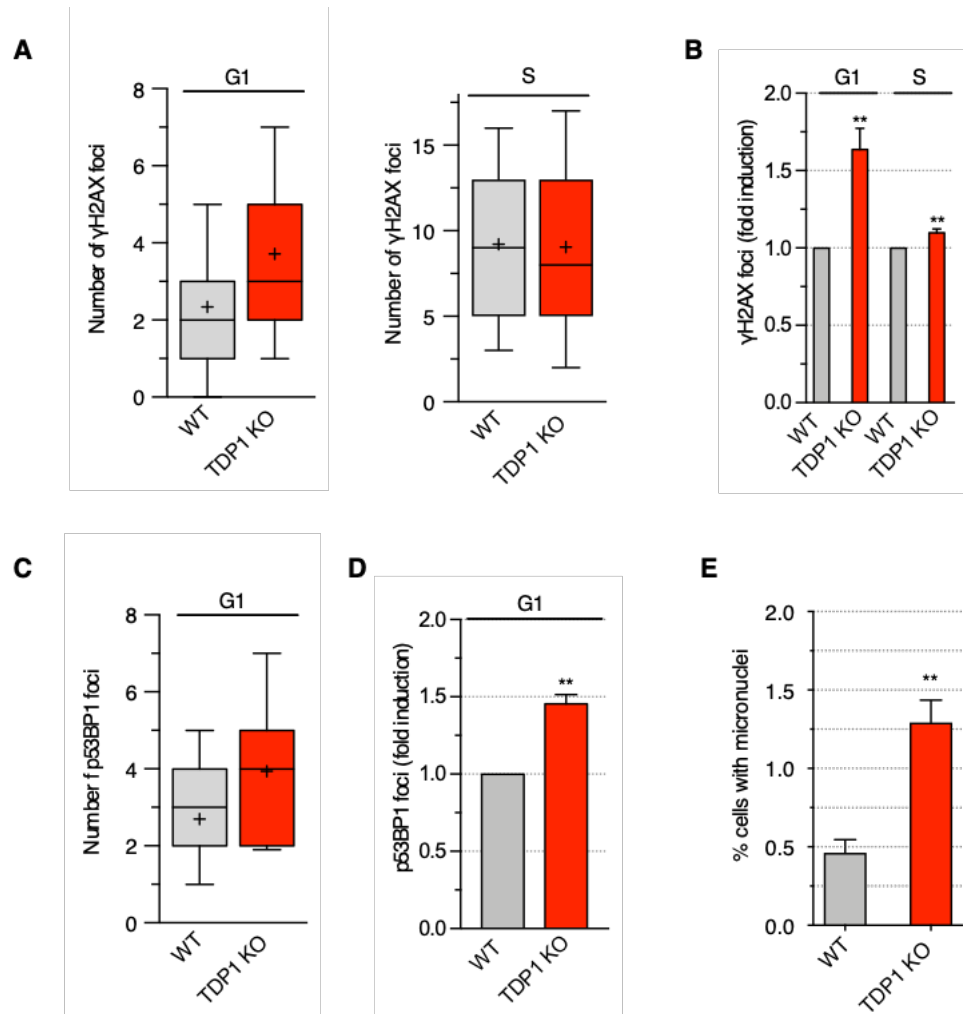 A
G1
Number of γH2AX foci
8
6
4
2
0
WT
TDP1 KO
S
Number of γH2AX foci
15
10
5
0
WT
TDP1 KO
B
G1
S
γH2AX foci (fold induction)
2.0
1.5
1.0
0.5
0.0
**
**
WT
TDP1 KO
WT
TDP1 KO
C
G1
Number f p53BP1 foci
8
6
4
2
0
WT
TDP1 KO
D
G1
p53BP1 foci (fold induction)
2.0
1.5
1.0
0.5
0.0
**
WT
TDP1 KO
E
% cells with micronuclei
2.0
1.5
1.0
0.5
0.0
**
WT
TDP1 KO